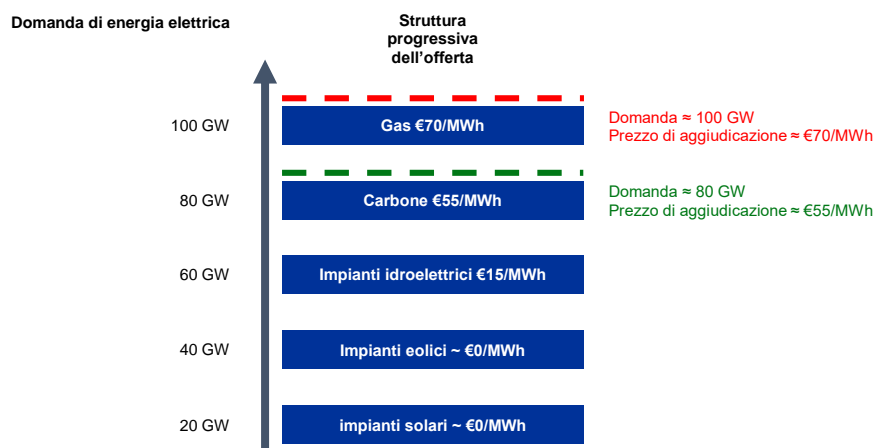 Domanda di energia elettrica
Struttura
progressiva
dell’offerta
100 GW
Gas €70/MWh
Domanda ≈ 100 GW
Prezzo di aggiudicazione ≈ €70/MWh
80 GW
Carbone €55/MWh
Domanda ≈ 80 GW
Prezzo di aggiudicazione ≈ €55/MWh
60 GW
Impianti idroelettrici €15/MWh
40 GW
Impianti eolici ~ €0/MWh
20 GW
impianti solari ~ €0/MWh